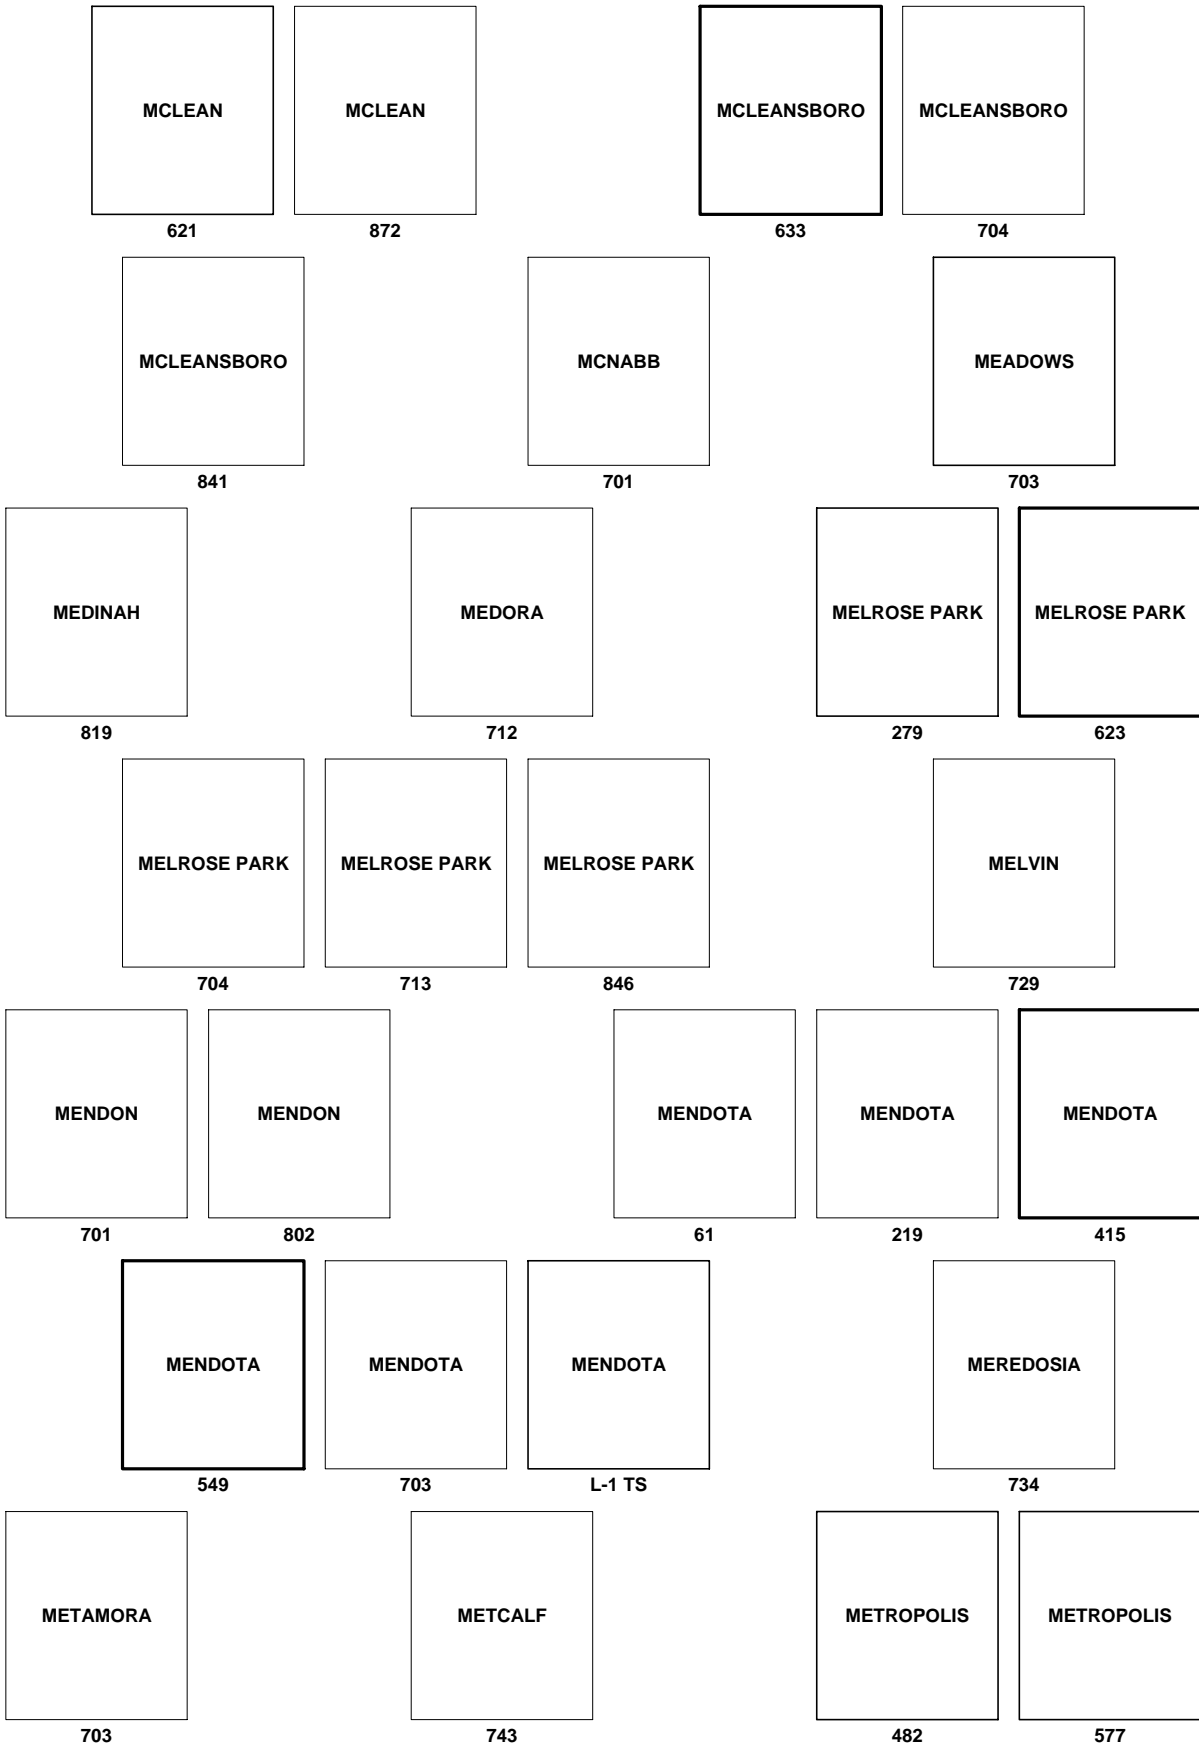 MCLEAN MCLEAN MCLEANSBORO MCLEANSBORO
621 872 633 704
MCLEANSBORO MCNABB MEADOWS
841 701 703
MEDINAH MEDORA MELROSE PARK MELROSE PARK
819 712 279 623
MELROSE PARK MELROSE PARK MELROSE PARK MELVIN
704 713 846 729
MENDON MENDON MENDOTA MENDOTA MENDOTA
701 802 61 219 415
MENDOTA MENDOTA MENDOTA MEREDOSIA
549 703 L-1 TS 734
METAMORA METCALF METROPOLIS METROPOLIS
703 743 482 577